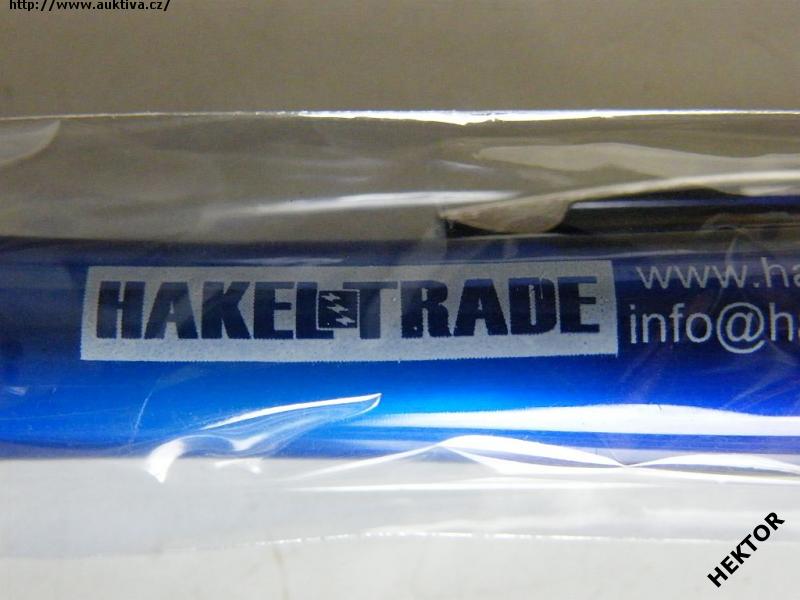 http://www.auktiva.cz/
HAKEL TRADE
www.ha
info@ha
HEKTOR